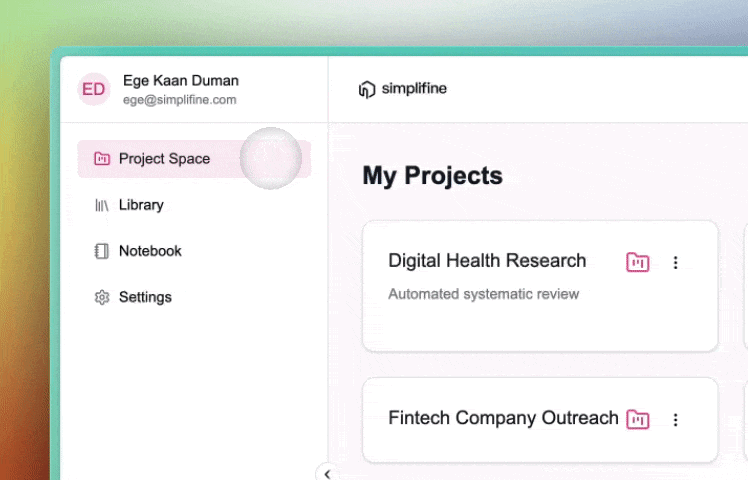 ED
Ege Kaan Duman
ege@simplifine.com
simplifine
Project Space
Library
Notebook
Settings
My Projects
Digital Health Research
Automated systematic review
Fintech Company Outreach